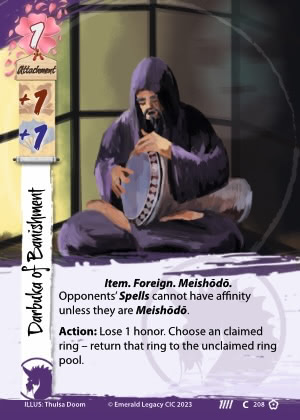 1
Attachment
+1
+1
Darbuka of Banishment
Item. Foreign. Meishōdō.
Opponents' Spells cannot have affinity
unless they are Meishōdō.
Action: Lose 1 honor. Choose an claimed
ring – return that ring to the unclaimed ring
pool.
ILLUS: Thulsa Doom © Emerald Legacy CIC 2023 C 208